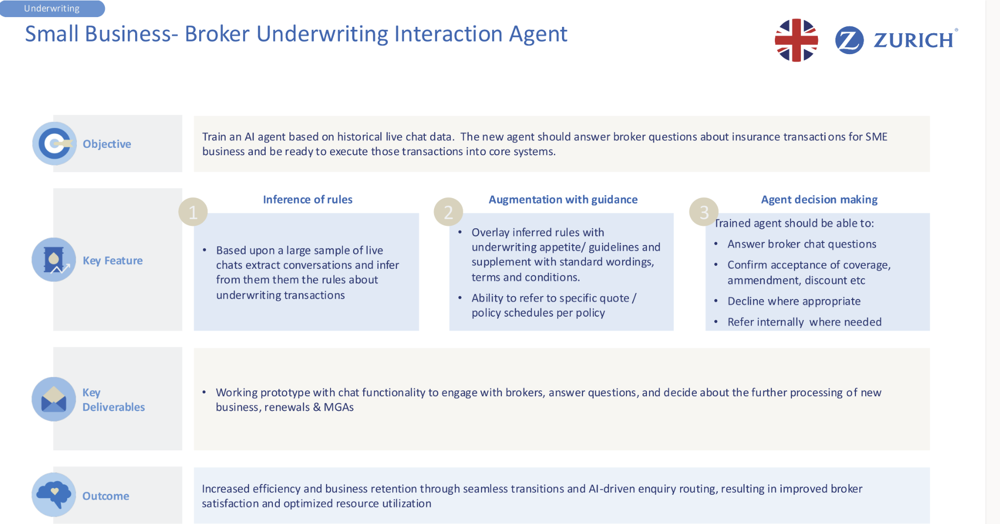 Underwriting
Small Business- Broker Underwriting Interaction Agent
ZURICH®
Objective
Train an AI agent based on historical live chat data. The new agent should answer broker questions about insurance transactions for SME
business and be ready to execute those transactions into core systems.
Key Feature
1
Inference of rules
• Based upon a large sample of live
chats extract conversations and infer
from them them the rules about
underwriting transactions
2
Augmentation with guidance
• Overlay inferred rules with
underwriting appetite/ guidelines and
supplement with standard wordings,
terms and conditions.
• Ability to refer to specific quote /
policy schedules per policy
3
Agent decision making
Trained agent should be able to:
• Answer broker chat questions
• Confirm acceptance of coverage,
ammendment, discount etc
• Decline where appropriate
• Refer internally where needed
Key
Deliverables
• Working prototype with chat functionality to engage with brokers, answer questions, and decide about the further processing of new
business, renewals & MGAs
Outcome
Increased efficiency and business retention through seamless transitions and AI-driven enquiry routing, resulting in improved broker
satisfaction and optimized resource utilization